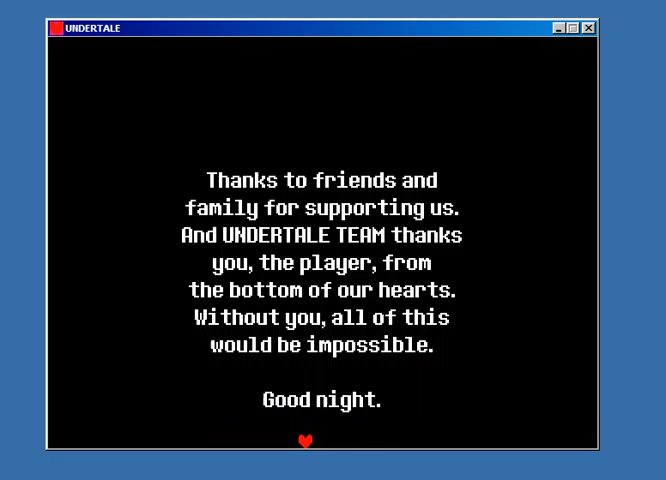 UNDERTALE
Thanks to friends and
family for supporting us.
And UNDERTALE TEAM thanks
you, the player, from
the bottom of our hearts.
Without you, all of this
would be impossible.
Good night.